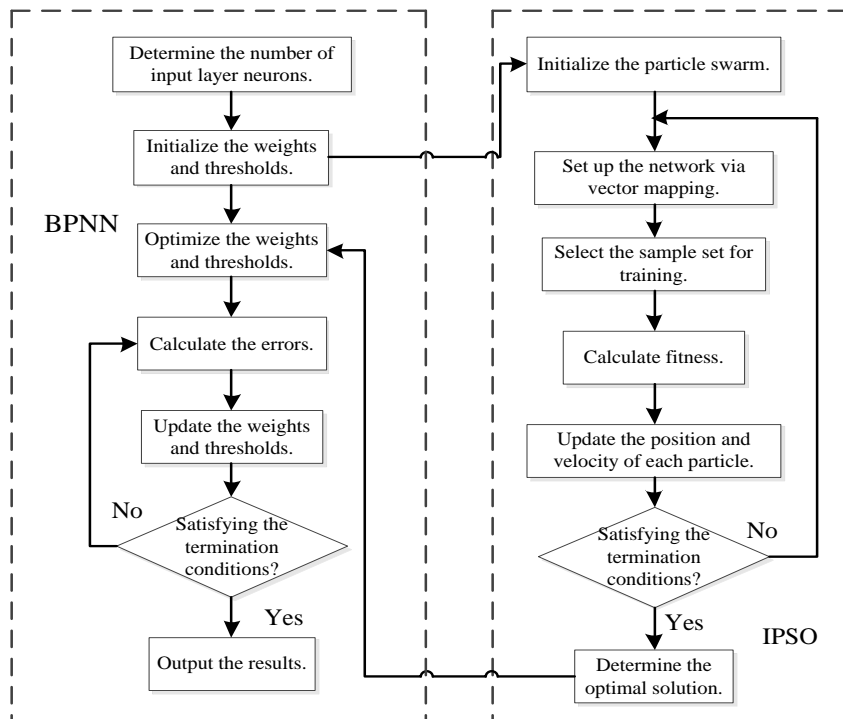 Determine the number of
input layer neurons.
Initialize the weights
and thresholds.
BPNN
Optimize the weights
and thresholds.
Calculate the errors.
Update the weights
and thresholds.
No
Satisfying the
termination
conditions?
Yes
Output the results.
Initialize the particle swarm.
Set up the network via
vector mapping.
Select the sample set for
training.
Calculate fitness.
Update the position and
velocity of each particle.
Satisfying the
termination
conditions?
No
Yes
IPSO
Determine the
optimal solution.